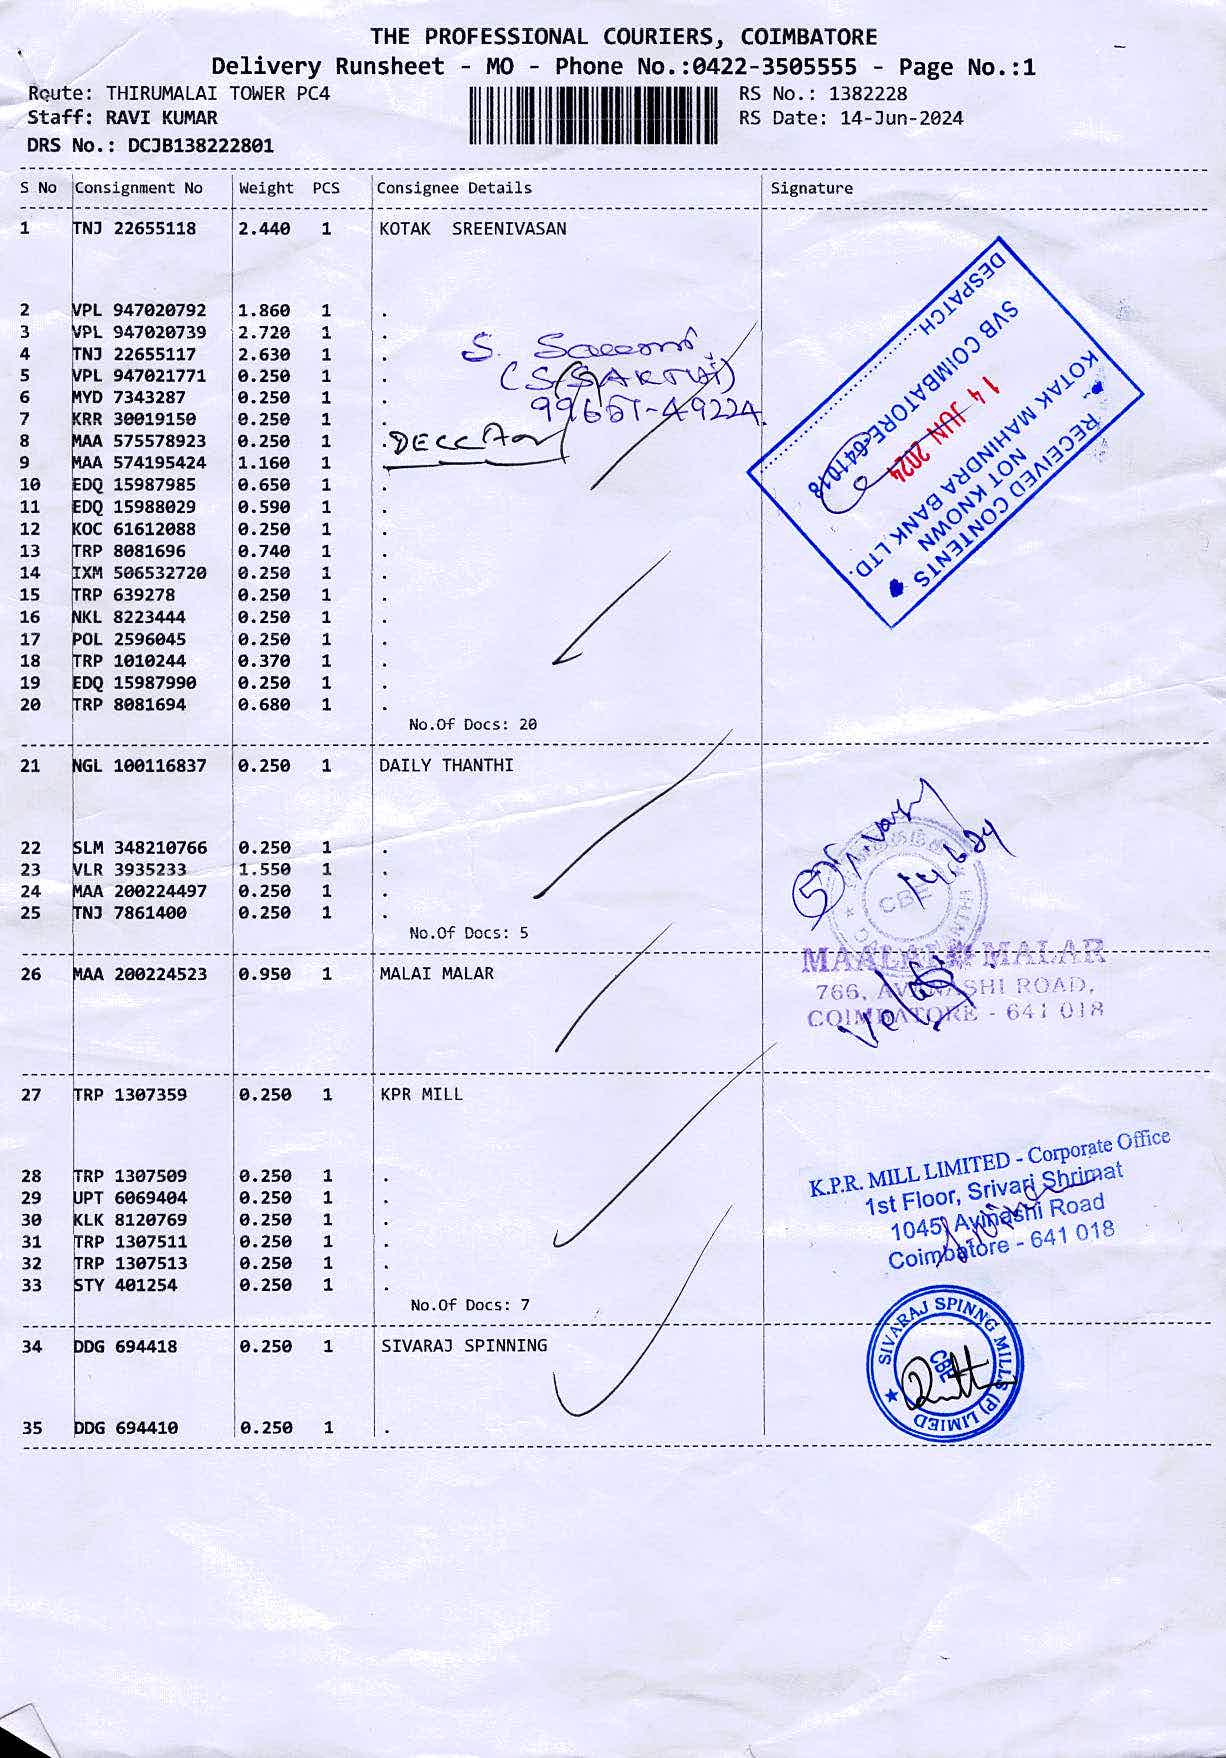 THE PROFESSIONAL COURIERS, COIMBATORE
Delivery Runsheet - MO - Phone No.:0422-3505555 - Page No.:1
Route: THIRUMALAI TOWER PC4
RS No.: 1382228
Staff: RAVI KUMAR
RS Date: 14-Jun-2024
DRS No.: DCJB138222801
S No Consignment No Weight PCS Consignee Details Signature
1 TNJ 22655118 2.440 1 KOTAK SREENIVASAN
2 VPL 947020792 1.860 1 .
3 VPL 947020739 2.720 1 .
4 TNJ 22655117 2.630 1 .
5 VPL 947021771 0.250 1 .
6 MYD 7343287 0.250 1 .
7 KRR 30019150 0.250 1 .
8 MAA 575578923 0.250 1 .
9 MAA 574195424 1.160 1 .
10 EDQ 15987985 0.650 1 .
11 EDQ 15988029 0.590 1 .
12 KOC 61612088 0.250 1 .
13 TRP 8081696 0.740 1 .
14 IXM 506532720 0.250 1 .
15 TRP 639278 0.250 1 .
16 NKL 8223444 0.250 1 .
17 POL 2596045 0.250 1 .
18 TRP 1010244 0.370 1 .
19 EDQ 15987990 0.250 1 .
20 TRP 8081694 0.680 1 .
No.Of Docs: 20
KOTAK MAHINDRA BANK LTD.
RECEIVED CONTENTS
NOT KNOWN
14 JUN 2024
SVB COIMBATORE-641018
DESPATCH
21 NGL 100116837 0.250 1 DAILY THANTHI
22 SLM 348210766 0.250 1 .
23 VLR 3935233 1.550 1 .
24 MAA 200224497 0.250 1 .
25 TNJ 7861400 0.250 1 .
No.Of Docs: 5
5
CBE
26 MAA 200224523 0.950 1 MALAI MALAR
MAALAI MALAR
766, AVINASHI ROAD,
COIMBATORE - 641 018
27 TRP 1307359 0.250 1 KPR MILL
28 TRP 1307509 0.250 1 .
29 UPT 6069404 0.250 1 .
30 KLK 8120769 0.250 1 .
31 TRP 1307511 0.250 1 .
32 TRP 1307513 0.250 1 .
33 STY 401254 0.250 1 .
No.Of Docs: 7
K.P.R. MILL LIMITED - Corporate Office
1st Floor, Srivari Shrimat
1045, Avinashi Road
Coimbatore - 641 018
34 DDG 694418 0.250 1 SIVARAJ SPINNING
35 DDG 694410 0.250 1 .
SIVARAJ SPINNG MILLS (P) LIMIED
CBE